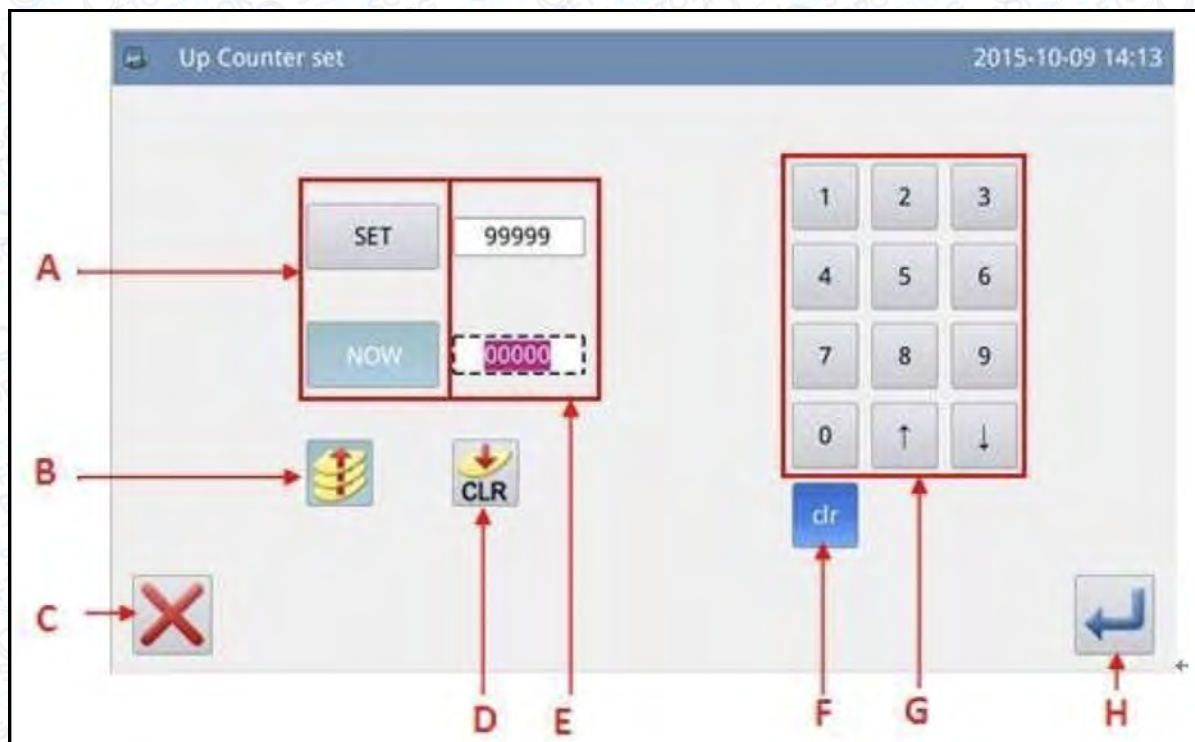 Up Counter set 2015-10-09 14:13
1 2 3
SET 99999
A
4 5 6
NOW 00000
7 8 9
0 ↑ ↓
B
CLR
clr
C
D E F G H